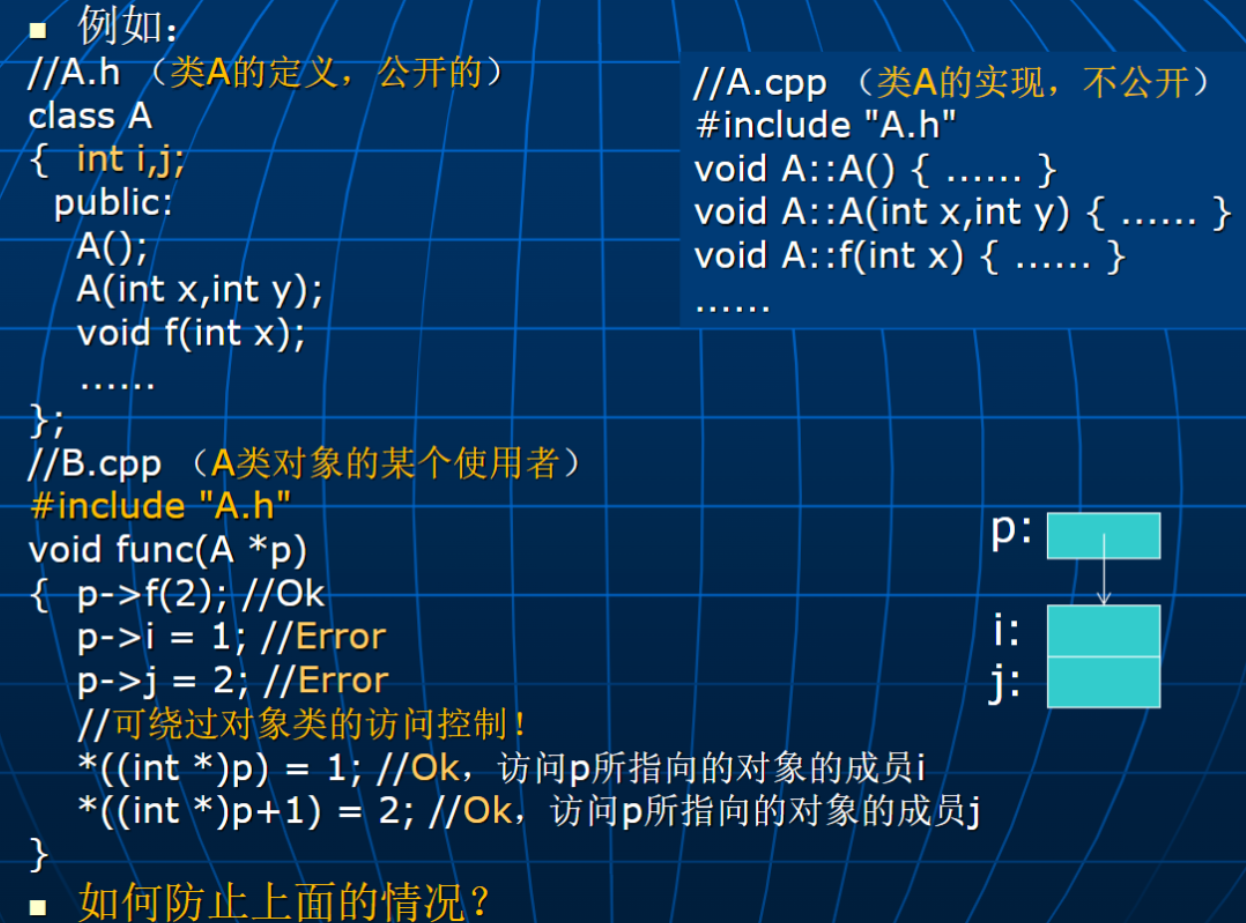 例如：
//A.h （类A的定义，公开的）
class A
{ int i,j;
public:
A();
A(int x,int y);
void f(int x);
......
};
//A.cpp （类A的实现，不公开）
#include "A.h"
void A::A() { ...... }
void A::A(int x,int y) { ...... }
void A::f(int x) { ...... }
......
//B.cpp （A类对象的某个使用者）
#include "A.h"
void func(A *p)
{ p->f(2); //Ok
p->i = 1; //Error
p->j = 2; //Error
//可绕过对象类的访问控制！
*((int *)p) = 1; //Ok，访问p所指向的对象的成员i
*((int *)p+1) = 2; //Ok，访问p所指向的对象的成员j
}
p:
i:
j:
如何防止上面的情况？